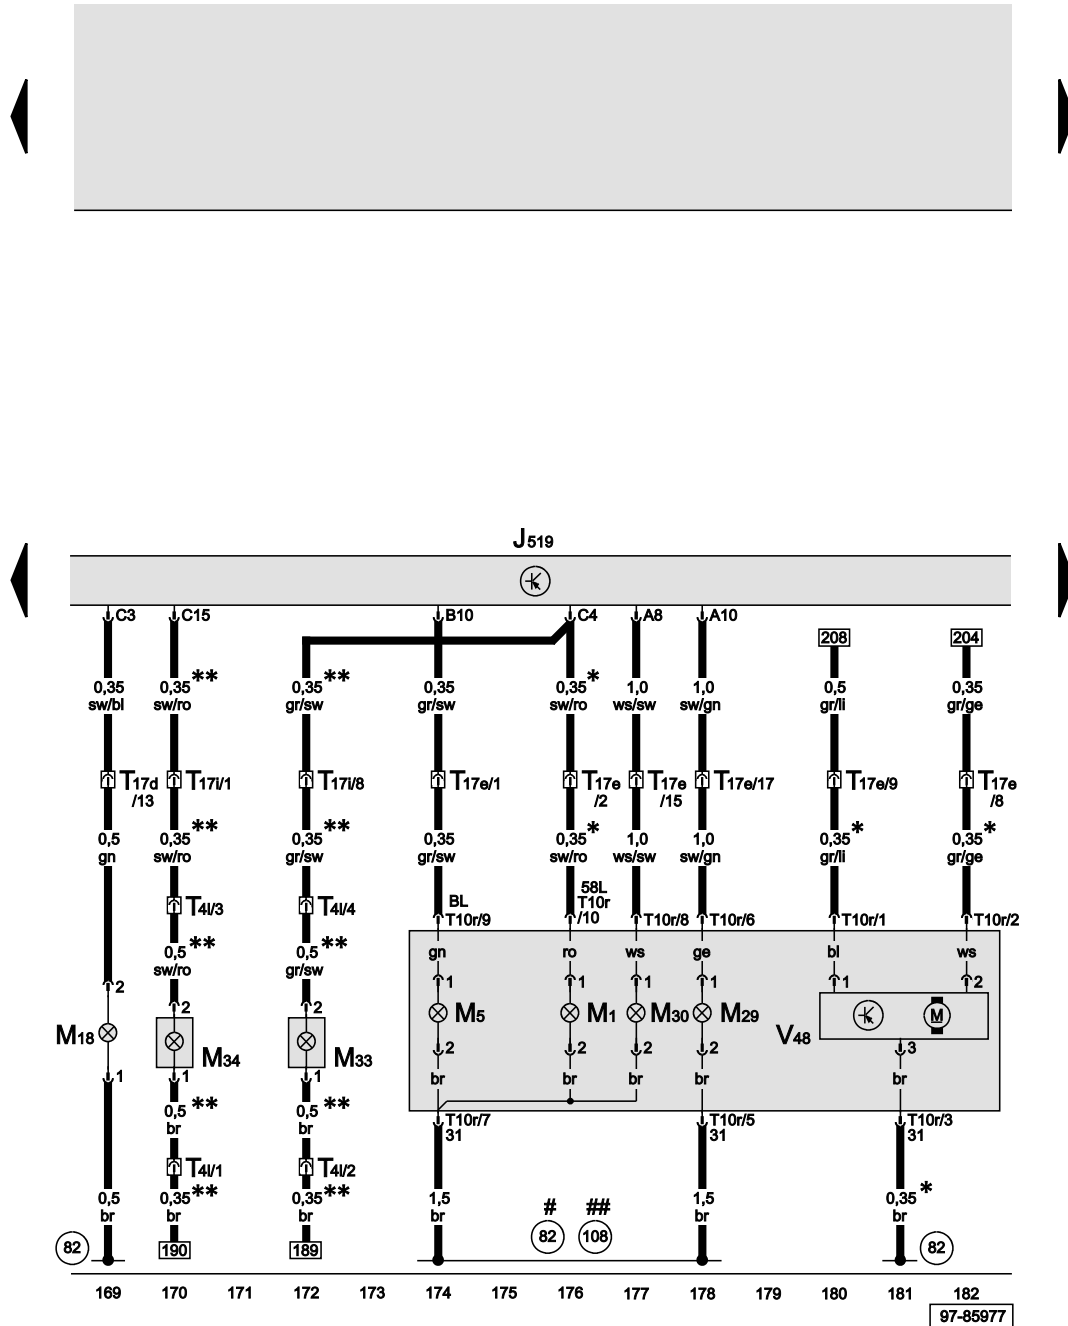 J519
C3 C15 B10 C4 A8 A10
208 204
** ** *
0,35 0,35 0,35 0,35 0,35 1,0 1,0 0,5 0,35
sw/bl sw/ro gr/sw gr/sw sw/ro ws/sw sw/gn gr/li gr/ge
T17d T17i/1 T17i/8 T17e/1 T17e T17e T17e/17 T17e/9 T17e
/13 /2 /15 /8
** ** * * *
0,5 0,35 0,35 0,35 0,35 1,0 1,0 0,35 0,35
gn sw/ro gr/sw gr/sw sw/ro ws/sw sw/gn gr/li gr/ge
58L
BL T10r
T4l/3 T4l/4
T10r/9 /10 T10r/8 T10r/6 T10r/1 T10r/2
** **
0,5 0,5 gn ro ws ge bl ws
sw/ro gr/sw
2 1 1 1 1 1 2
2 2
M18 M34 M33 M5 M1 M30 M29 V48 M
2 2 2 2 3
1 1 1 br br br br br
** **
0,5 0,5
br br
T10r/7 T10r/5 T10r/3
31 31 31
T4l/1 T4l/2
** ** *
0,5 0,35 0,35 1,5 # ## 1,5 0,35
br br br br br br
82 190 189 82 108 82
169 170 171 172 173 174 175 176 177 178 179 180 181 182
97-85977